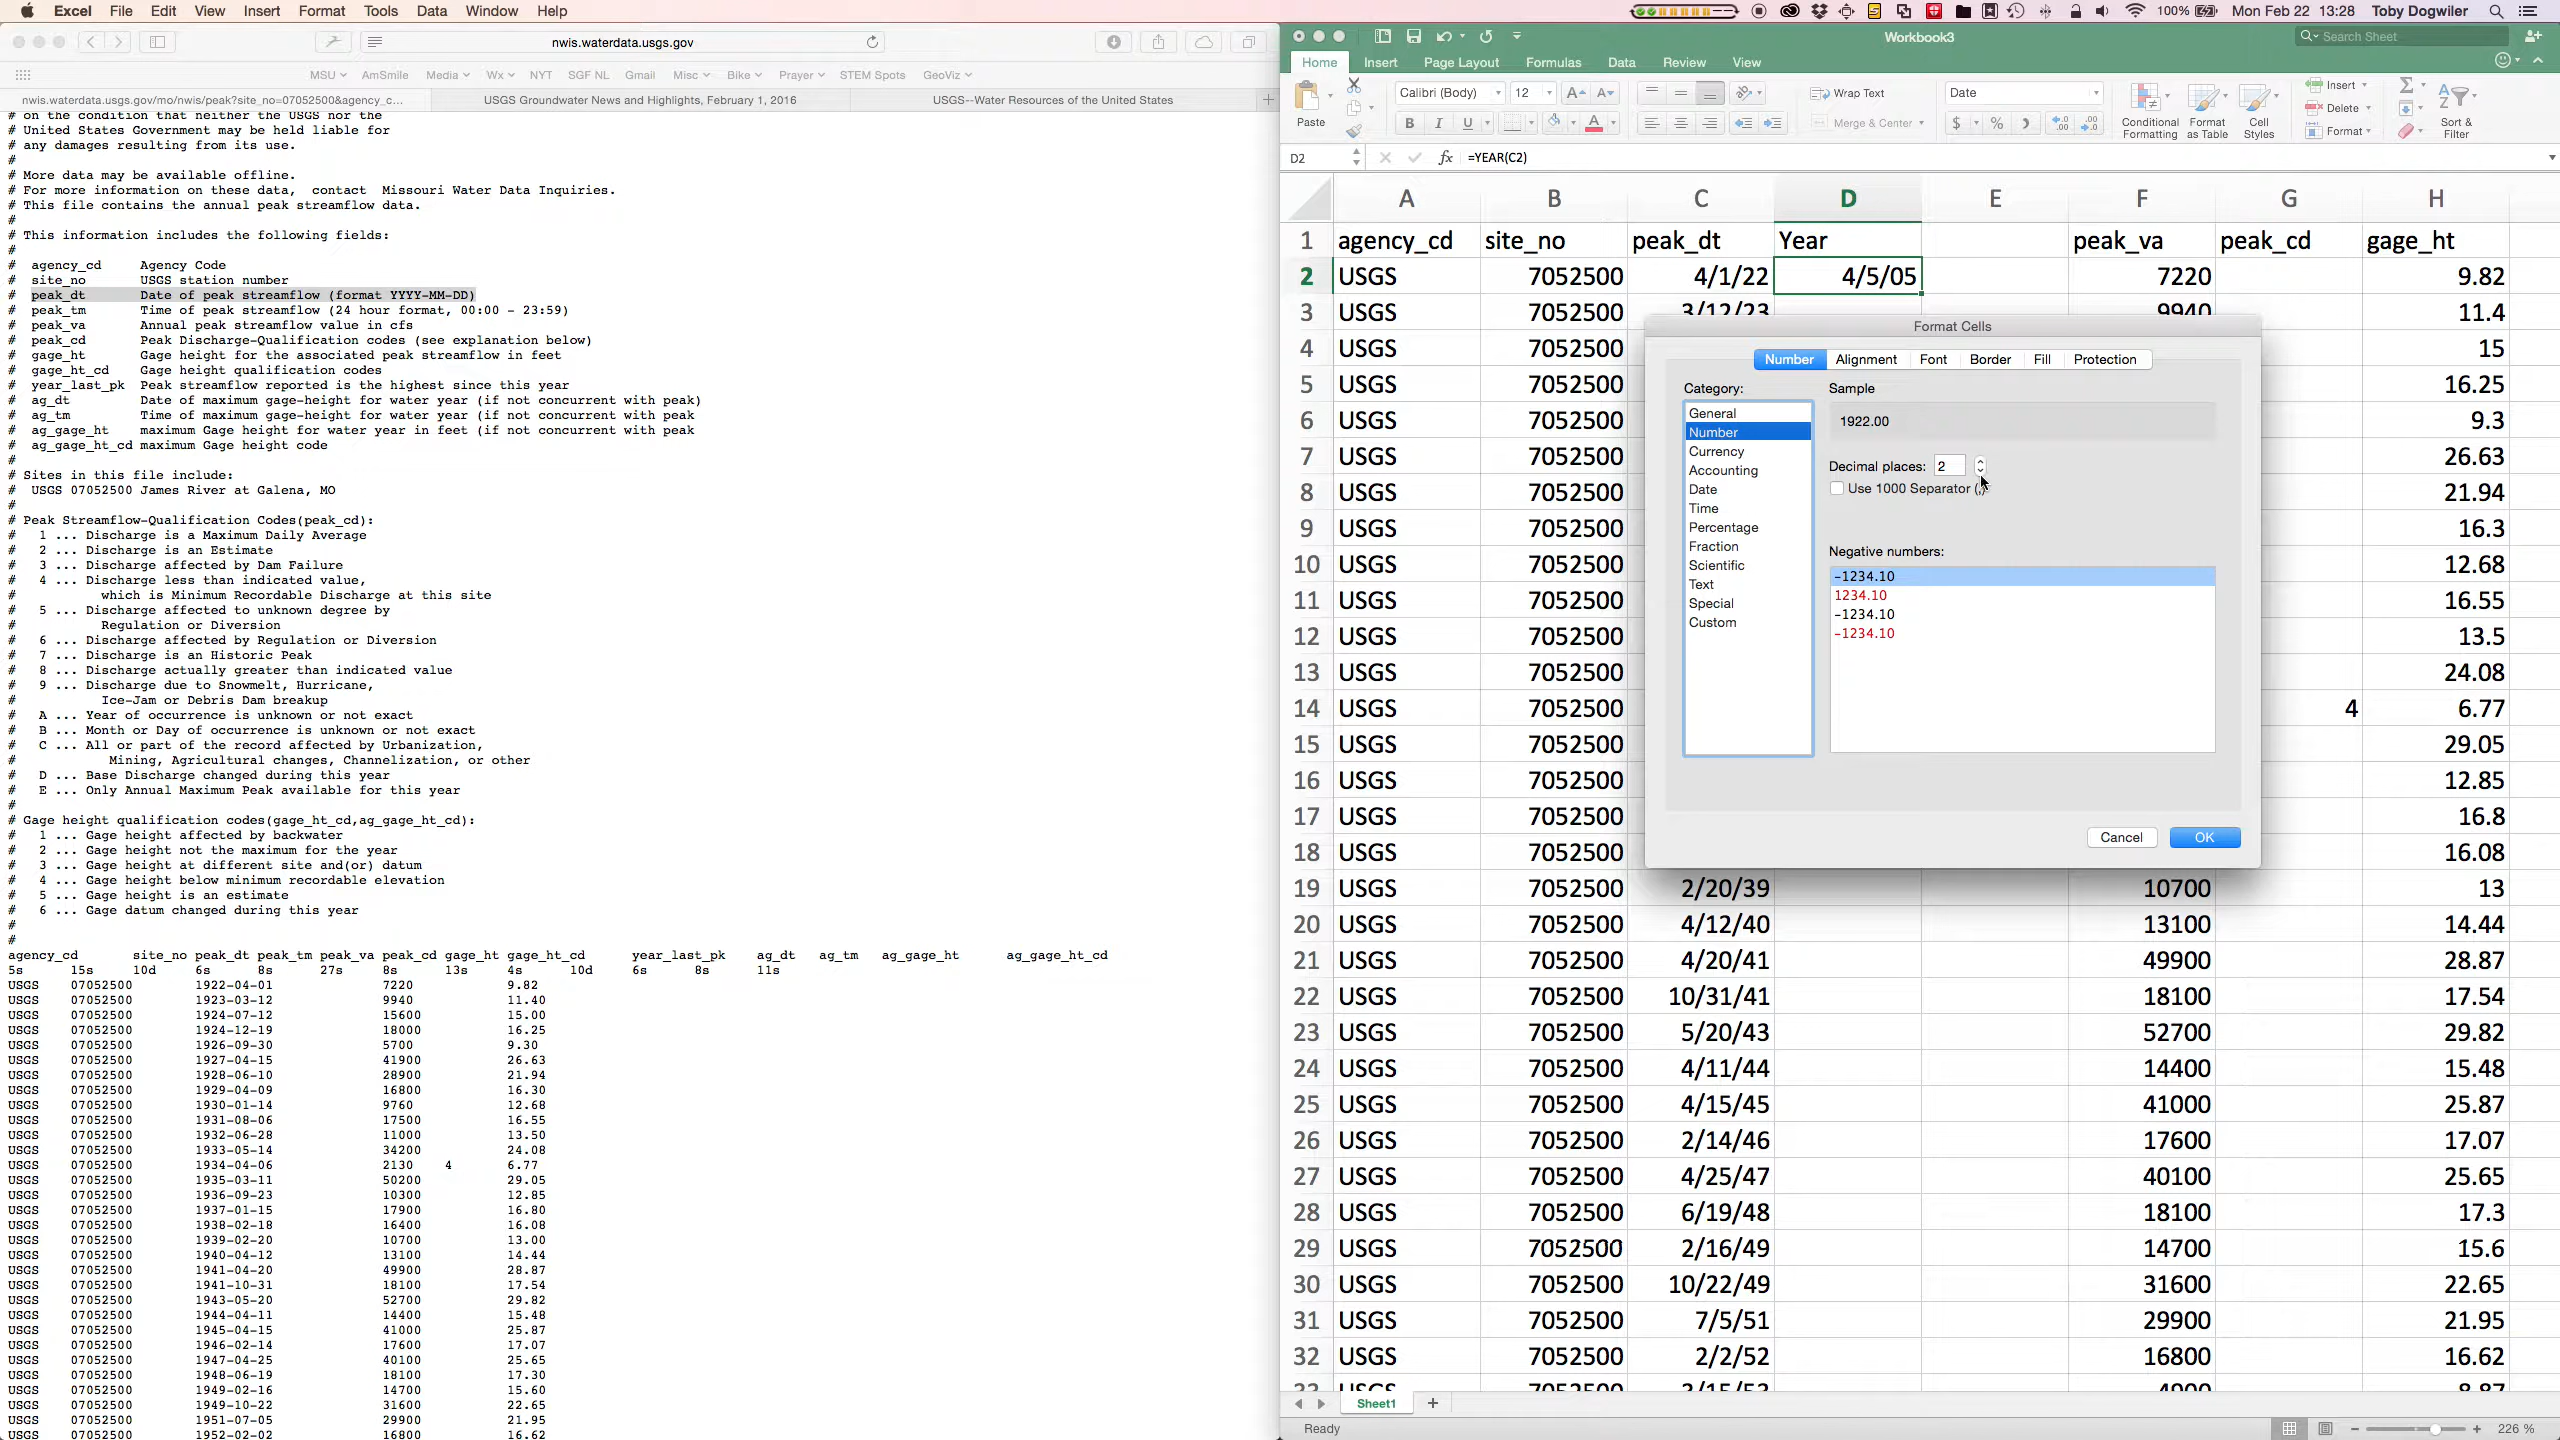 Excel File Edit View Insert Format Tools Data Window Help
100% Mon Feb 22 13:28 Toby Dogwiler
nwis.waterdata.usgs.gov
MSU AmSmile Media Wx NYT SGF NL Gmail Misc Bike Prayer STEM Spots GeoViz
nwis.waterdata.usgs.gov/mo/nwis/peak?site_no=07052500&agency_c... USGS Groundwater News and Highlights, February 1, 2016 USGS--Water Resources of the United States
# on the condition that neither the USGS nor the
# United States Government may be held liable for
# any damages resulting from its use.
#
# More data may be available offline.
# For more information on these data, contact Missouri Water Data Inquiries.
# This file contains the annual peak streamflow data.
#
# This information includes the following fields:
#
# agency_cd Agency Code
# site_no USGS station number
# peak_dt Date of peak streamflow (format YYYY-MM-DD)
# peak_tm Time of peak streamflow (24 hour format, 00:00 - 23:59)
# peak_va Annual peak streamflow value in cfs
# peak_cd Peak Discharge-Qualification codes (see explanation below)
# gage_ht Gage height for the associated peak streamflow in feet
# gage_ht_cd Gage height qualification codes
# year_last_pk Peak streamflow reported is the highest since this year
# ag_dt Date of maximum gage-height for water year (if not concurrent with peak)
# ag_tm Time of maximum gage-height for water year (if not concurrent with peak
# ag_gage_ht maximum Gage height for water year in feet (if not concurrent with peak
# ag_gage_ht_cd maximum Gage height code
#
# Sites in this file include:
# USGS 07052500 James River at Galena, MO
#
# Peak Streamflow-Qualification Codes(peak_cd):
# 1 ... Discharge is a Maximum Daily Average
# 2 ... Discharge is an Estimate
# 3 ... Discharge affected by Dam Failure
# 4 ... Discharge less than indicated value,
# which is Minimum Recordable Discharge at this site
# 5 ... Discharge affected to unknown degree by
# Regulation or Diversion
# 6 ... Discharge affected by Regulation or Diversion
# 7 ... Discharge is an Historic Peak
# 8 ... Discharge actually greater than indicated value
# 9 ... Discharge due to Snowmelt, Hurricane,
# Ice-Jam or Debris Dam breakup
# A ... Year of occurrence is unknown or not exact
# B ... Month or Day of occurrence is unknown or not exact
# C ... All or part of the record affected by Urbanization,
# Mining, Agricultural changes, Channelization, or other
# D ... Base Discharge changed during this year
# E ... Only Annual Maximum Peak available for this year
#
# Gage height qualification codes(gage_ht_cd,ag_gage_ht_cd):
# 1 ... Gage height affected by backwater
# 2 ... Gage height not the maximum for the year
# 3 ... Gage height at different site and(or) datum
# 4 ... Gage height below minimum recordable elevation
# 5 ... Gage height is an estimate
# 6 ... Gage datum changed during this year
#
#
agency_cd site_no peak_dt peak_tm peak_va peak_cd gage_ht gage_ht_cd year_last_pk ag_dt ag_tm ag_gage_ht ag_gage_ht_cd
5s 15s 10d 6s 8s 27s 8s 13s 4s 10d 6s 8s 11s
USGS 07052500 1922-04-01 7220 9.82
USGS 07052500 1923-03-12 9940 11.40
USGS 07052500 1924-07-12 15600 15.00
USGS 07052500 1924-12-19 18000 16.25
USGS 07052500 1926-09-30 5700 9.30
USGS 07052500 1927-04-15 41900 26.63
USGS 07052500 1928-06-10 28900 21.94
USGS 07052500 1929-04-09 16800 16.30
USGS 07052500 1930-01-14 9760 12.68
USGS 07052500 1931-08-06 17500 16.55
USGS 07052500 1932-06-28 11000 13.50
USGS 07052500 1933-05-14 34200 24.08
USGS 07052500 1934-04-06 2130 4 6.77
USGS 07052500 1935-03-11 50200 29.05
USGS 07052500 1936-09-23 10300 12.85
USGS 07052500 1937-01-15 17900 16.80
USGS 07052500 1938-02-18 16400 16.08
USGS 07052500 1939-02-20 10700 13.00
USGS 07052500 1940-04-12 13100 14.44
USGS 07052500 1941-04-20 49900 28.87
USGS 07052500 1941-10-31 18100 17.54
USGS 07052500 1943-05-20 52700 29.82
USGS 07052500 1944-04-11 14400 15.48
USGS 07052500 1945-04-15 41000 25.87
USGS 07052500 1946-02-14 17600 17.07
USGS 07052500 1947-04-25 40100 25.65
USGS 07052500 1948-06-19 18100 17.30
USGS 07052500 1949-02-16 14700 15.60
USGS 07052500 1949-10-22 31600 22.65
USGS 07052500 1951-07-05 29900 21.95
USGS 07052500 1952-02-02 16800 16.62
Workbook3
Search Sheet
Home Insert Page Layout Formulas Data Review View
Paste Calibri (Body) 12 A A Wrap Text Date Conditional Formatting Format as Table Cell Styles Insert Delete Format Sort & Filter
B I U A Merge & Center $ %
D2 fx =YEAR(C2)
A B C D E F G H
1 agency_cd site_no peak_dt Year peak_va peak_cd gage_ht
2 USGS 7052500 4/1/22 4/5/05 7220 9.82
3 USGS 7052500 3/12/23 9940 11.4
4 USGS 7052500 15
5 USGS 7052500 16.25
6 USGS 7052500 9.3
7 USGS 7052500 26.63
8 USGS 7052500 21.94
9 USGS 7052500 16.3
10 USGS 7052500 12.68
11 USGS 7052500 16.55
12 USGS 7052500 13.5
13 USGS 7052500 24.08
14 USGS 7052500 4 6.77
15 USGS 7052500 29.05
16 USGS 7052500 12.85
17 USGS 7052500 16.8
18 USGS 7052500 16.08
19 USGS 7052500 2/20/39 10700 13
20 USGS 7052500 4/12/40 13100 14.44
21 USGS 7052500 4/20/41 49900 28.87
22 USGS 7052500 10/31/41 18100 17.54
23 USGS 7052500 5/20/43 52700 29.82
24 USGS 7052500 4/11/44 14400 15.48
25 USGS 7052500 4/15/45 41000 25.87
26 USGS 7052500 2/14/46 17600 17.07
27 USGS 7052500 4/25/47 40100 25.65
28 USGS 7052500 6/19/48 18100 17.3
29 USGS 7052500 2/16/49 14700 15.6
30 USGS 7052500 10/22/49 31600 22.65
31 USGS 7052500 7/5/51 29900 21.95
32 USGS 7052500 2/2/52 16800 16.62
Format Cells
Number Alignment Font Border Fill Protection
Category: Sample
General
Number
Currency
Accounting
Date
Time
Percentage
Fraction
Scientific
Text
Special
Custom
1922.00
Decimal places: 2
Use 1000 Separator (,)
Negative numbers:
-1234.10
1234.10
-1234.10
-1234.10
Cancel OK
Sheet1 +
Ready 226 %